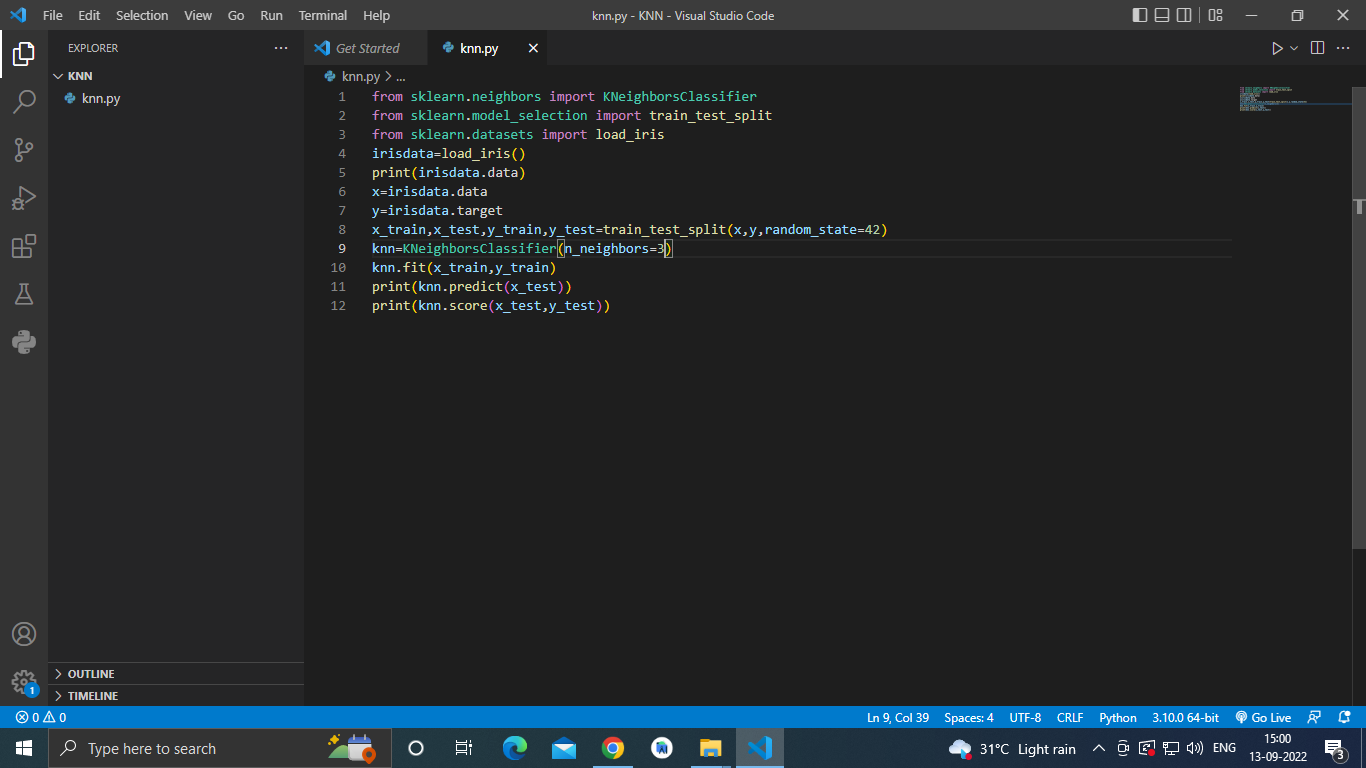 File Edit Selection View Go Run Terminal Help knn.py - KNN - Visual Studio Code
EXPLORER
Get Started knn.py
KNN
knn.py
knn.py > ...
1 from sklearn.neighbors import KNeighborsClassifier
2 from sklearn.model_selection import train_test_split
3 from sklearn.datasets import load_iris
4 irisdata=load_iris()
5 print(irisdata.data)
6 x=irisdata.data
7 y=irisdata.target
8 x_train,x_test,y_train,y_test=train_test_split(x,y,random_state=42)
9 knn=KNeighborsClassifier(n_neighbors=3)
10 knn.fit(x_train,y_train)
11 print(knn.predict(x_test))
12 print(knn.score(x_test,y_test))
OUTLINE
TIMELINE
1
0 0 Ln 9, Col 39 Spaces: 4 UTF-8 CRLF Python 3.10.0 64-bit Go Live
Type here to search 31°C Light rain ENG 15:00
13-09-2022
3